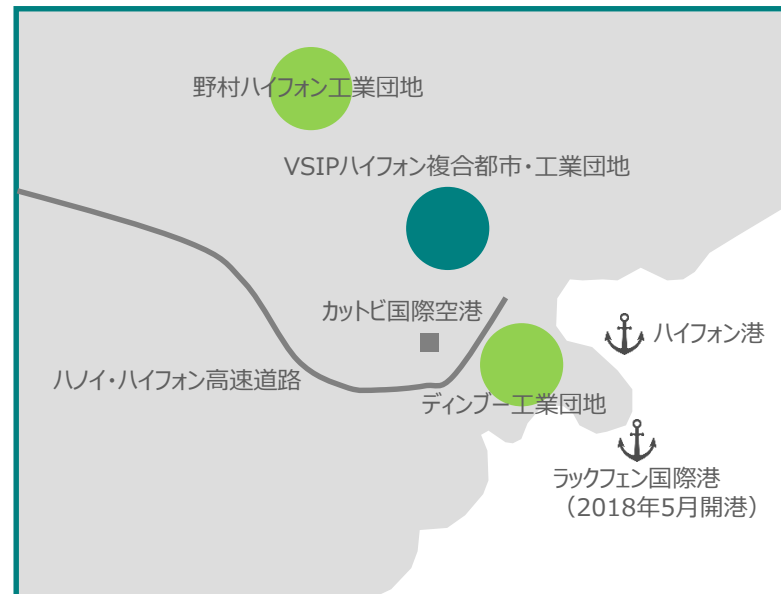 野村ハイフォン工業団地
VSIPハイフォン複合都市・工業団地
カットビ国際空港
ハイフォン港
ハノイ・ハイフォン高速道路
ディンブー工業団地
ラックフェン国際港
（2018年5月開港）